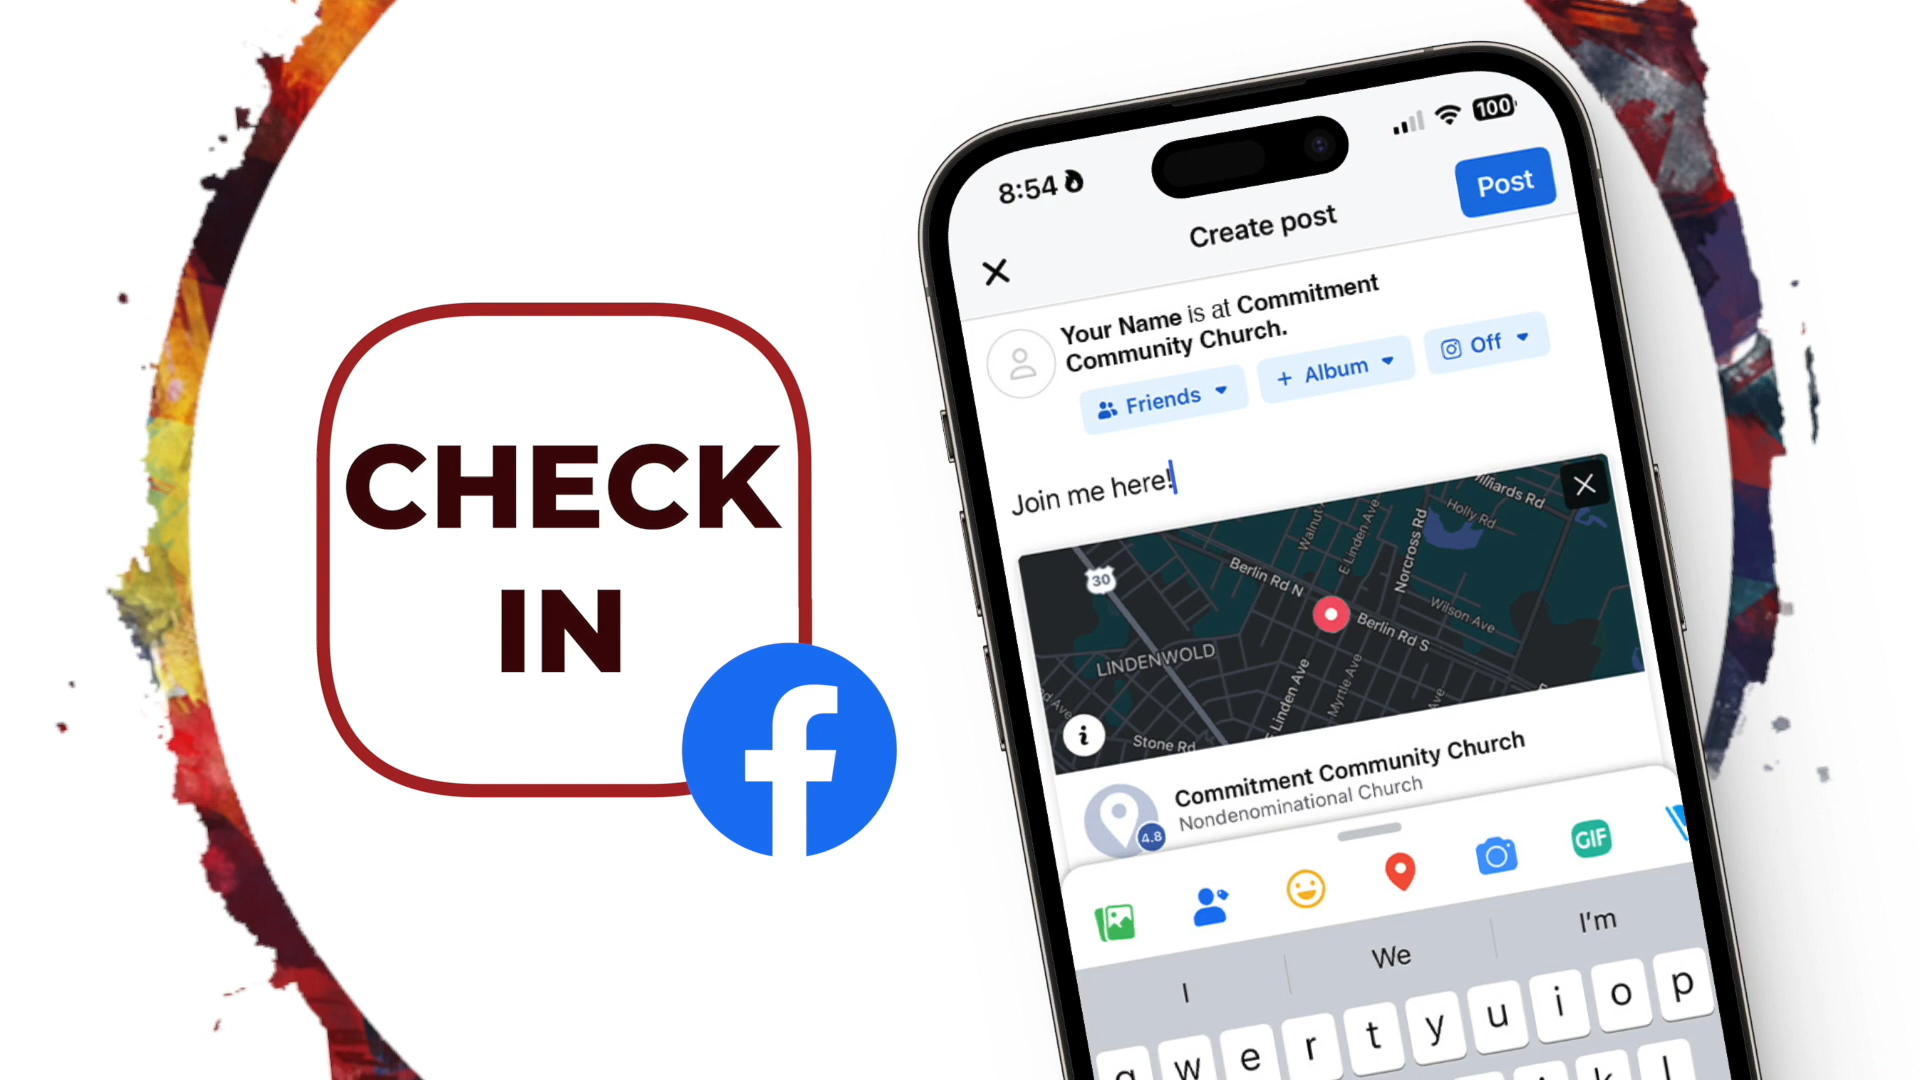 CHECK
IN
8:54
100
Create post
Post
Your Name is at Commitment
Community Church.
Friends
+ Album
Off
Join me here!
30
Berlin Rd N
Walnut
E Linden Ave
Norcross Rd
Holly Rd
Wilson Ave
Berlin Rd S
LINDENWOLD
Linden Ave
Myrtle Ave
Ave
Stone Rd
i
Commitment Community Church
Nondenominational Church
4.8
GIF
I
We
I'm
q w e r t y u i o p
k l